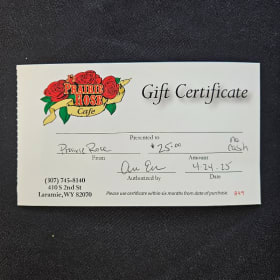 Prairie
Rose
Cafe
Gift Certificate
Presented to
Prairie Rose $25.00 no cash
From Amount
4-24-25
Authorized by Date
(307) 745-8140
410 S 2nd St
Laramie, WY 82070
Please use certificate within six months from date of purchase.